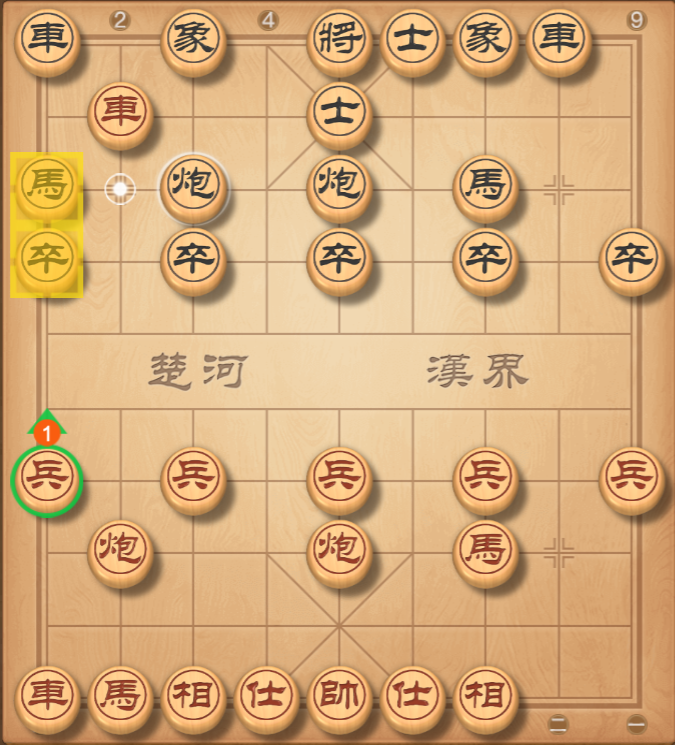 2 4 9
車 象 將 士 象 車
車 士
馬 炮 炮 馬
卒 卒 卒 卒 卒
楚河 漢界
1
兵 兵 兵 兵 兵
炮 炮 馬
車 馬 相 仕 帥 仕 相
二 一